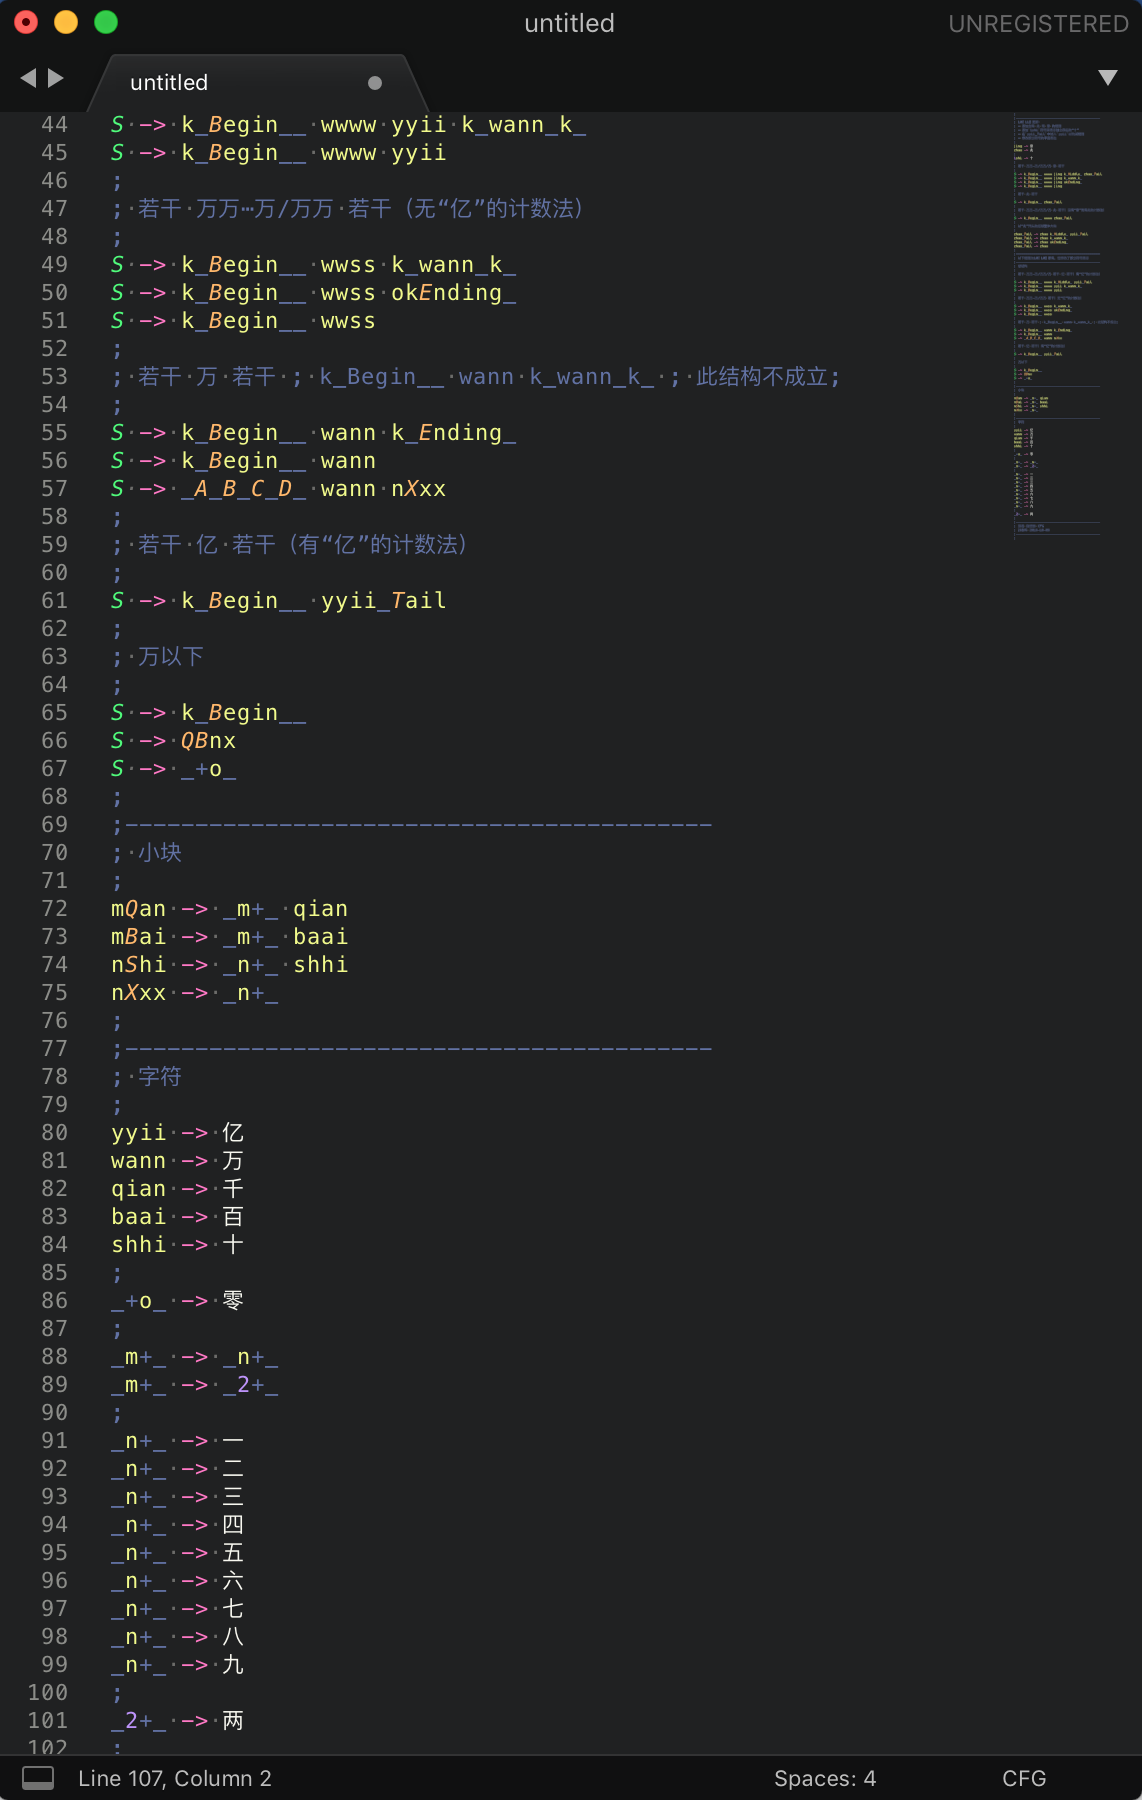 untitled
UNREGISTERED
untitled
44 S -> k_Begin__ wwww yyii k_wann_k_
45 S -> k_Begin__ wwww yyii
46 ;
47 ; 若干 万万…万/万万 若干（无“亿”的计数法）
48 ;
49 S -> k_Begin__ wwss k_wann_k_
50 S -> k_Begin__ wwss okEnding_
51 S -> k_Begin__ wwss
52 ;
53 ; 若干 万 若干 ; k_Begin__ wann k_wann_k_ ; 此结构不成立;
54 ;
55 S -> k_Begin__ wann k_Ending_
56 S -> k_Begin__ wann
57 S -> _A_B_C_D_ wann nXxx
58 ;
59 ; 若干 亿 若干（有“亿”的计数法）
60 ;
61 S -> k_Begin__ yyii_Tail
62 ;
63 ; 万以下
64 ;
65 S -> k_Begin__
66 S -> QBnx
67 S -> _+o_
68 ;
69 ;------------------------------------------
70 ; 小块
71 ;
72 mQan -> _m+_ qian
73 mBai -> _m+_ baai
74 nShi -> _n+_ shhi
75 nXxx -> _n+_
76 ;
77 ;------------------------------------------
78 ; 字符
79 ;
80 yyii -> 亿
81 wann -> 万
82 qian -> 千
83 baai -> 百
84 shhi -> 十
85 ;
86 _+o_ -> 零
87 ;
88 _m+_ -> _n+_
89 _m+_ -> _2+_
90 ;
91 _n+_ -> 一
92 _n+_ -> 二
93 _n+_ -> 三
94 _n+_ -> 四
95 _n+_ -> 五
96 _n+_ -> 六
97 _n+_ -> 七
98 _n+_ -> 八
99 _n+_ -> 九
100 ;
101 _2+_ -> 两
102 ;
Line 107, Column 2
Spaces: 4
CFG